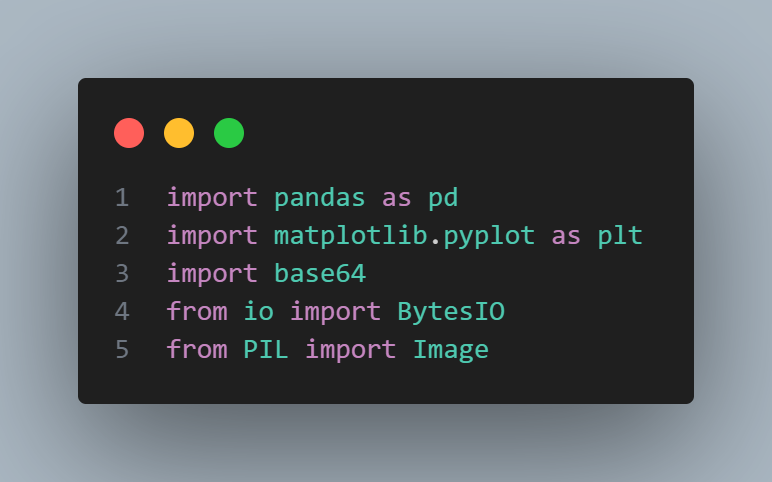 1 import pandas as pd
2 import matplotlib.pyplot as plt
3 import base64
4 from io import BytesIO
5 from PIL import Image